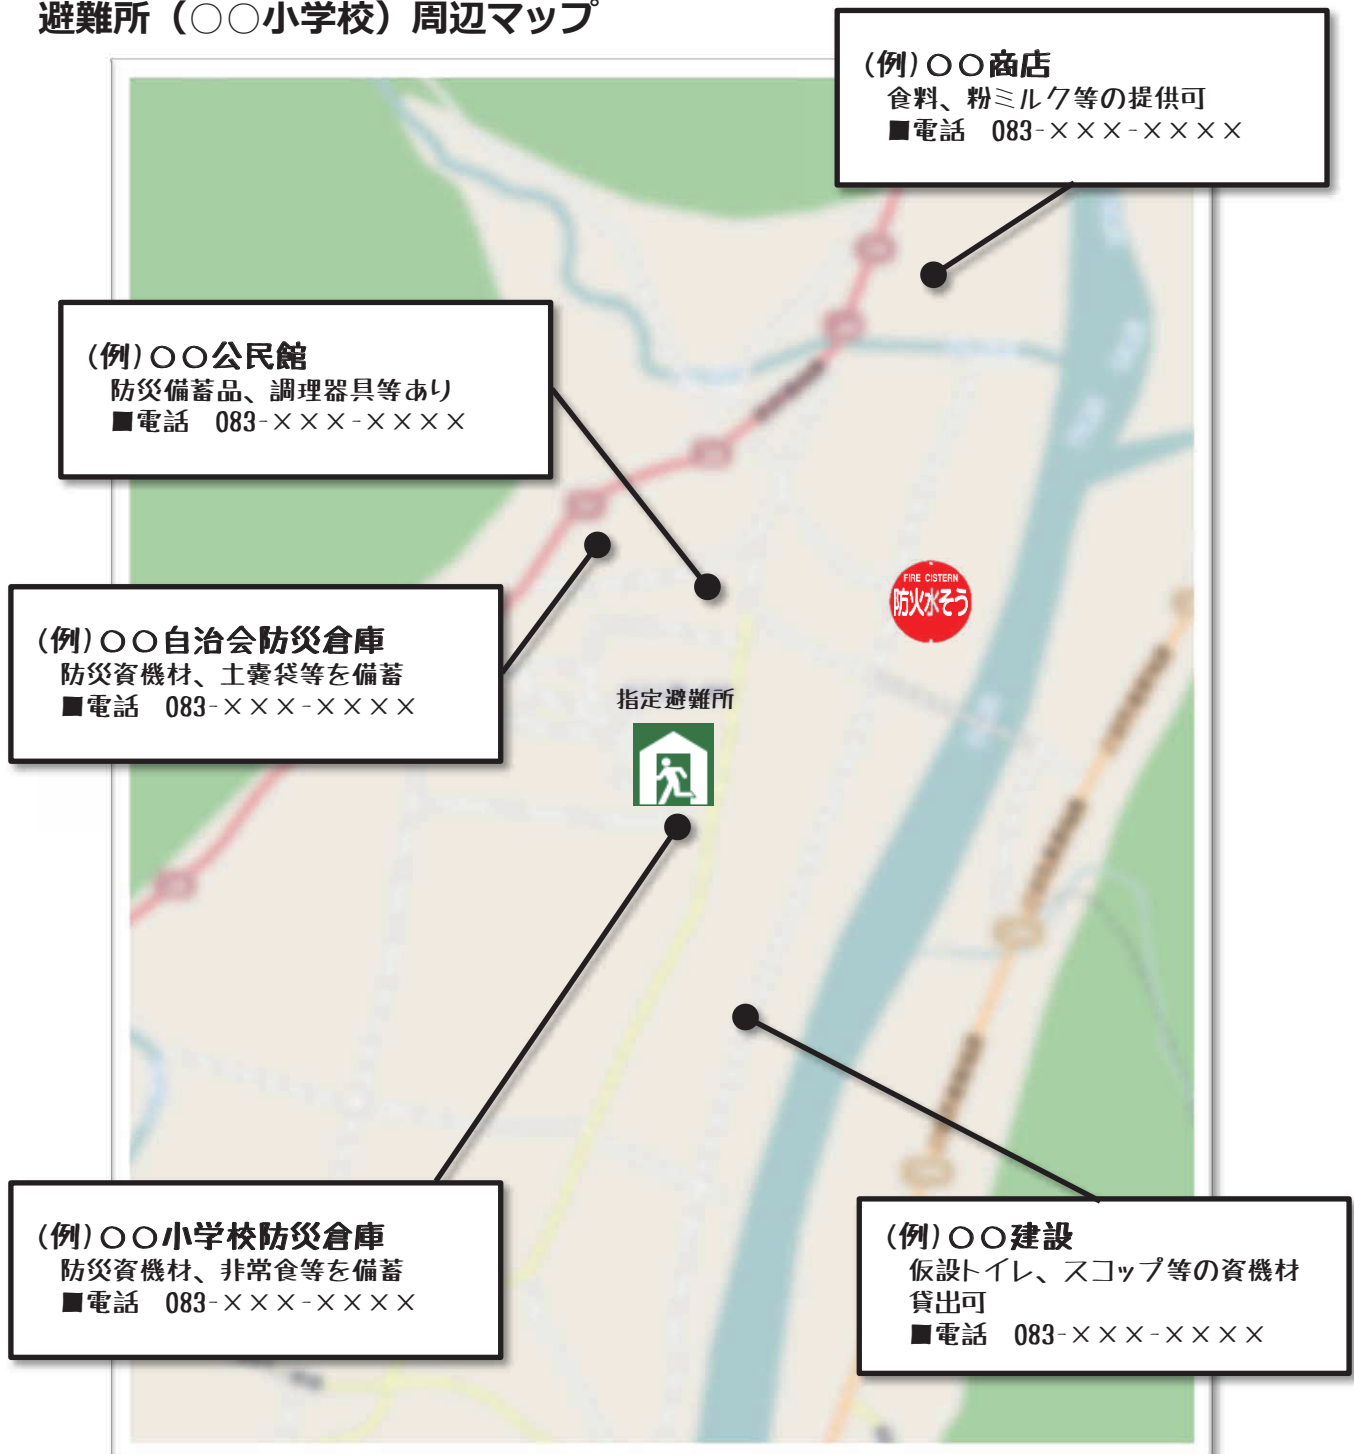 避難所（○○小学校）周辺マップ
(例)○○商店
食料、粉ミルク等の提供可
■電話　083-×××-××××
(例)○○公民館
防災備蓄品、調理器具等あり
■電話　083-×××-××××
FIRE CISTERN
防火水そう
(例)○○自治会防災倉庫
防災資機材、土嚢袋等を備蓄
■電話　083-×××-××××
指定避難所
(例)○○小学校防災倉庫
防災資機材、非常食等を備蓄
■電話　083-×××-××××
(例)○○建設
仮設トイレ、スコップ等の資機材
貸出可
■電話　083-×××-××××